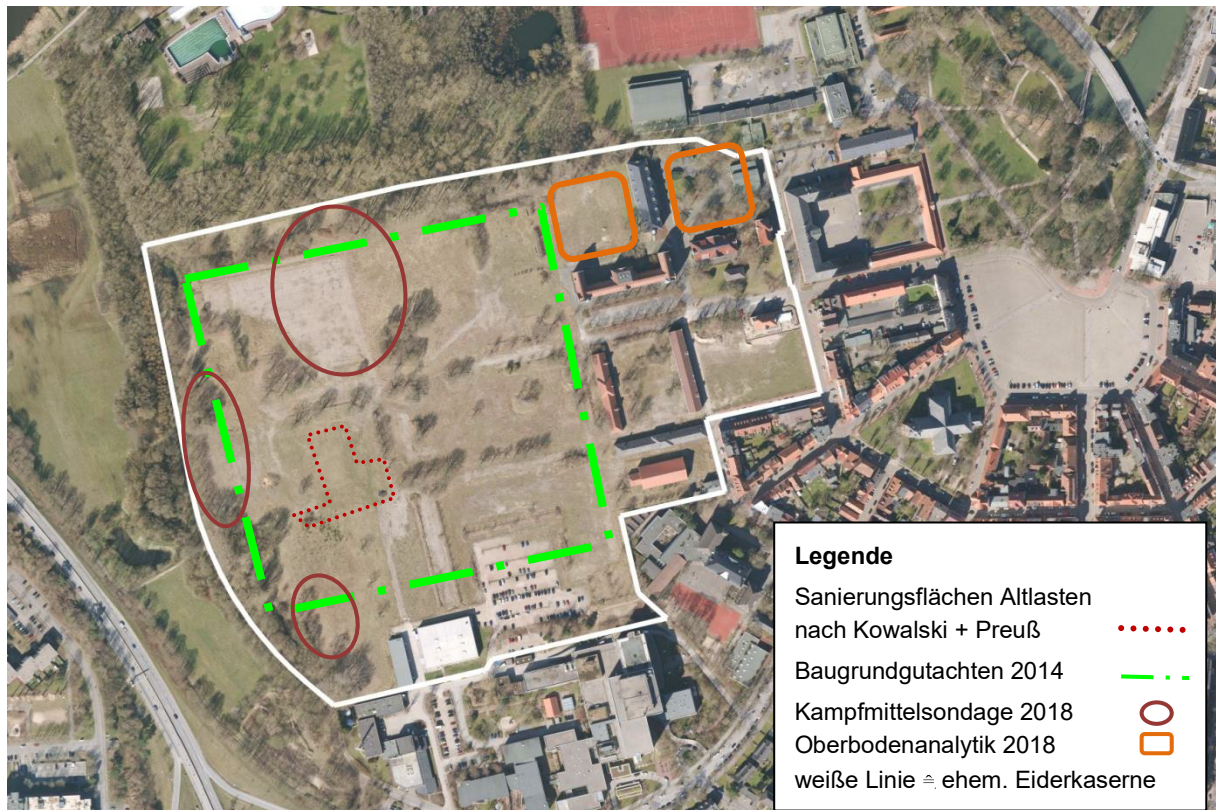 Legende
Sanierungsflächen Altlasten
nach Kowalski + Preuß
Baugrundgutachten 2014
Kampfmittelsondage 2018
Oberbodenanalytik 2018
weiße Linie ≙ ehem. Eiderkaserne